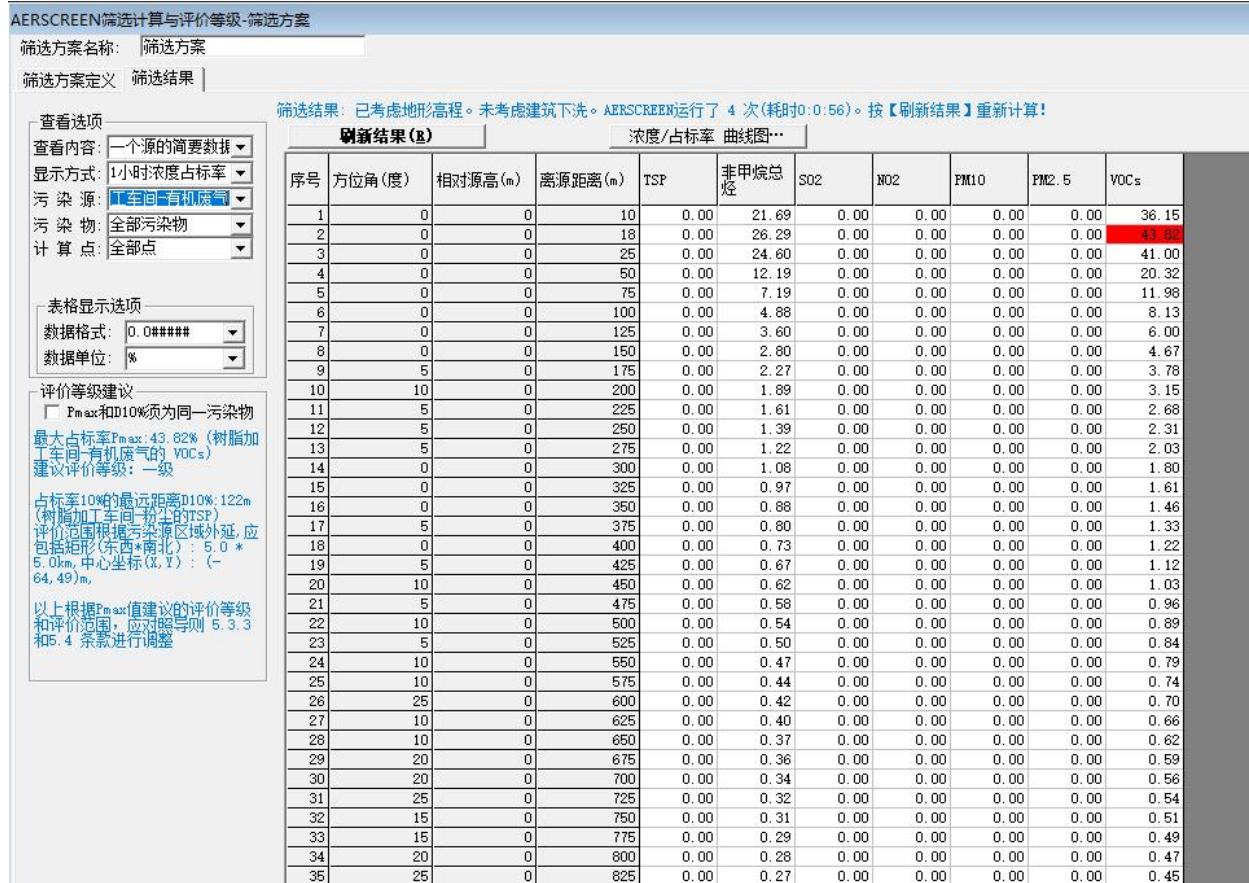 AERSCREEN筛选计算与评价等级-筛选方案
筛选方案名称: 筛选方案
筛选方案定义 筛选结果
筛选结果: 已考虑地形高程。未考虑建筑下洗。AERSCREEN运行了 4 次(耗时0:0:56)。按【刷新结果】重新计算!
查看选项
查看内容: 一个源的简要数据
显示方式: 1小时浓度占标率
污 染 源: 工车间-有机废气
污 染 物: 全部污染物
计 算 点: 全部点
表格显示选项
数据格式: 0.0#####
数据单位: %
评价等级建议
Pmax和D10%须为同一污染物
最大占标率Pmax:43.82% (树脂加
工车间-有机废气的 VOCs)
建议评价等级: 一级
占标率10%的最远距离D10%:122m
(树脂加工车间-粉尘的TSP)
评价范围根据污染源区域外延,应
包括矩形(东西*南北) : 5.0 *
5.0km,中心坐标(X,Y) : (-
64,49)m,
以上根据Pmax值建议的评价等级
和评价范围，应对照导则 5.3.3
和5.4 条款进行调整
刷新结果(R) 浓度/占标率 曲线图…
序号 方位角(度) 相对源高(m) 离源距离(m) TSP 非甲烷总烃 SO2 NO2 PM10 PM2.5 VOCs
1 0 0 10 0.00 21.69 0.00 0.00 0.00 0.00 36.15
2 0 0 18 0.00 26.29 0.00 0.00 0.00 0.00 43.82
3 0 0 25 0.00 24.60 0.00 0.00 0.00 0.00 41.00
4 0 0 50 0.00 12.19 0.00 0.00 0.00 0.00 20.32
5 0 0 75 0.00 7.19 0.00 0.00 0.00 0.00 11.98
6 0 0 100 0.00 4.88 0.00 0.00 0.00 0.00 8.13
7 0 0 125 0.00 3.60 0.00 0.00 0.00 0.00 6.00
8 0 0 150 0.00 2.80 0.00 0.00 0.00 0.00 4.67
9 5 0 175 0.00 2.27 0.00 0.00 0.00 0.00 3.78
10 10 0 200 0.00 1.89 0.00 0.00 0.00 0.00 3.15
11 5 0 225 0.00 1.61 0.00 0.00 0.00 0.00 2.68
12 5 0 250 0.00 1.39 0.00 0.00 0.00 0.00 2.31
13 5 0 275 0.00 1.22 0.00 0.00 0.00 0.00 2.03
14 0 0 300 0.00 1.08 0.00 0.00 0.00 0.00 1.80
15 0 0 325 0.00 0.97 0.00 0.00 0.00 0.00 1.61
16 0 0 350 0.00 0.88 0.00 0.00 0.00 0.00 1.46
17 5 0 375 0.00 0.80 0.00 0.00 0.00 0.00 1.33
18 0 0 400 0.00 0.73 0.00 0.00 0.00 0.00 1.22
19 5 0 425 0.00 0.67 0.00 0.00 0.00 0.00 1.12
20 10 0 450 0.00 0.62 0.00 0.00 0.00 0.00 1.03
21 5 0 475 0.00 0.58 0.00 0.00 0.00 0.00 0.96
22 10 0 500 0.00 0.54 0.00 0.00 0.00 0.00 0.89
23 5 0 525 0.00 0.50 0.00 0.00 0.00 0.00 0.84
24 10 0 550 0.00 0.47 0.00 0.00 0.00 0.00 0.79
25 10 0 575 0.00 0.44 0.00 0.00 0.00 0.00 0.74
26 25 0 600 0.00 0.42 0.00 0.00 0.00 0.00 0.70
27 10 0 625 0.00 0.40 0.00 0.00 0.00 0.00 0.66
28 10 0 650 0.00 0.37 0.00 0.00 0.00 0.00 0.62
29 20 0 675 0.00 0.36 0.00 0.00 0.00 0.00 0.59
30 20 0 700 0.00 0.34 0.00 0.00 0.00 0.00 0.56
31 25 0 725 0.00 0.32 0.00 0.00 0.00 0.00 0.54
32 15 0 750 0.00 0.31 0.00 0.00 0.00 0.00 0.51
33 15 0 775 0.00 0.29 0.00 0.00 0.00 0.00 0.49
34 20 0 800 0.00 0.28 0.00 0.00 0.00 0.00 0.47
35 25 0 825 0.00 0.27 0.00 0.00 0.00 0.00 0.45